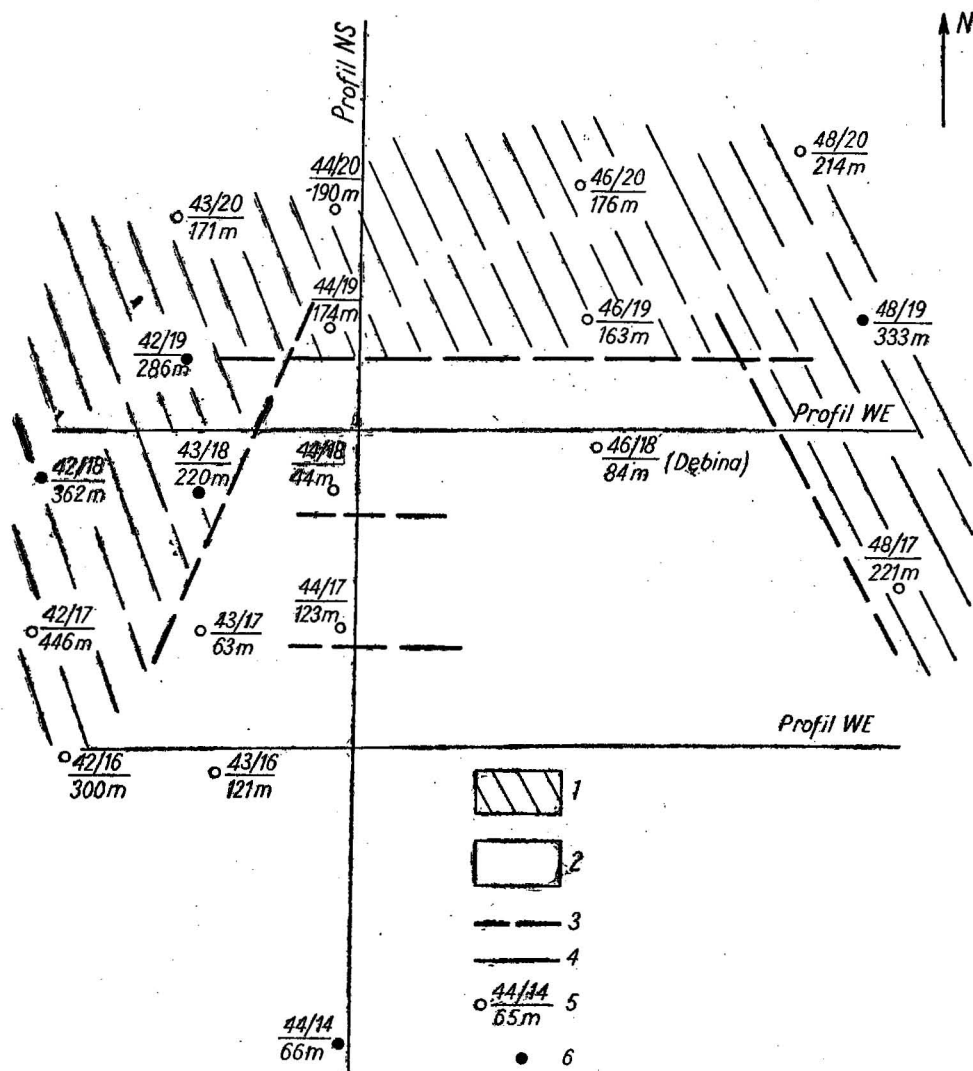 N
Profil NS
48/20
214m
44/20
190m
46/20
176m
43/20
171m
44/19
174m
46/19
163m
48/19
333m
42/19
286m
Profil WE
43/18
220m
44/18
44m
46/18
84m (Dębina)
42/18
362m
48/17
221m
44/17
123m
42/17
446m
43/17
63m
Profil WE
42/16
300m
43/16
121m
1
2
3
4
44/14
65m
5
44/14
66m
6